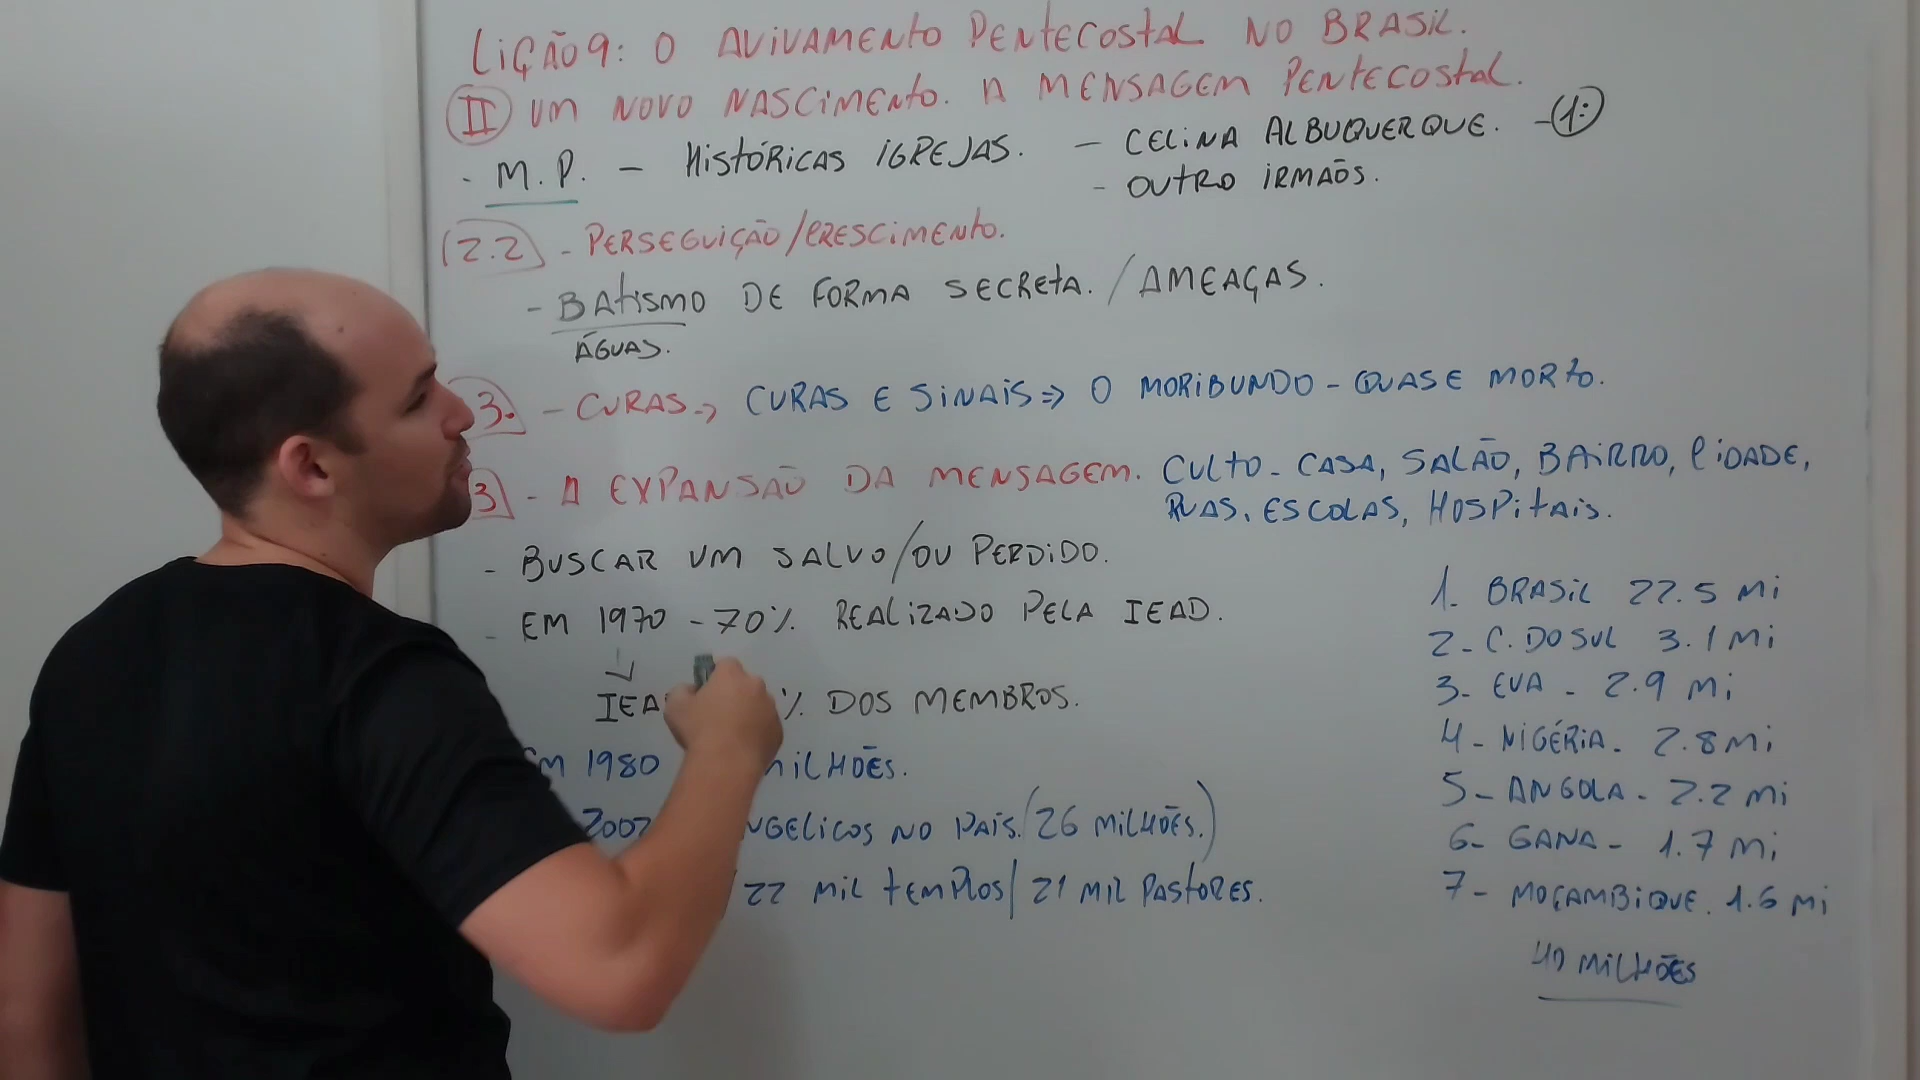 LIÇÃO 9: O AVIVAMENTO PENTECOSTAL NO BRASIL.
II UM NOVO NASCIMENTO. A MENSAGEM PENTECOSTAL.
- M.P. - HISTÓRICAS IGREJAS. - CELINA ALBUQUERQUE. - 1º
- OUTRO IRMÃOS.
2.2 - PERSEGUIÇÃO/CRESCIMENTO.
- BATISMO DE FORMA SECRETA. / AMEAÇAS.
ÁGUAS.
3. - CURAS → CURAS E SINAIS ⇒ O MORIBUNDO - QUASE MORTO.
3 - A EXPANSÃO DA MENSAGEM. CULTO - CASA, SALÃO, BAIRRO, CIDADE,
RUAS, ESCOLAS, HOSPITAIS.
- BUSCAR UM SALVO/OU PERDIDO.
- EM 1970 - 70% REALIZADO PELA IEAD.
IEA % DOS MEMBROS.
EM 1980 MILHÕES.
2002 NGELICOS NO PAÍS. (26 MILHÕES.)
/ 22 MIL TEMPLOS / 21 MIL PASTORES.
1. BRASIL 22.5 Mi
2 - C. DO SUL 3.1 Mi
3 - EUA - 2.9 Mi
4 - NIGÉRIA - 2.8 Mi
5 - ANGOLA - 2.2 Mi
6 - GANA - 1.7 Mi
7 - MOÇAMBIQUE. 1.6 Mi
40 MILHÕES